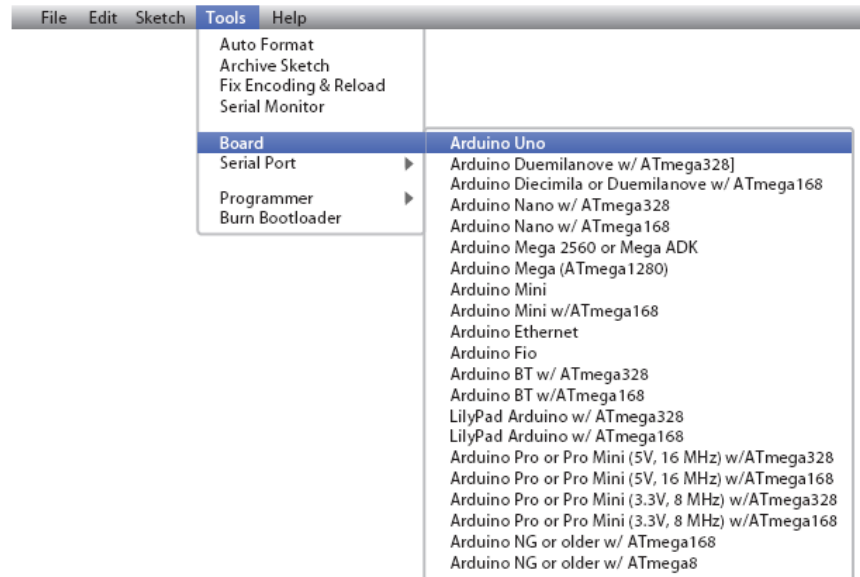 File Edit Sketch Tools Help
Auto Format
Archive Sketch
Fix Encoding & Reload
Serial Monitor
Board
Serial Port
Programmer
Burn Bootloader
Arduino Uno
Arduino Duemilanove w/ ATmega328]
Arduino Diecimila or Duemilanove w/ ATmega168
Arduino Nano w/ ATmega328
Arduino Nano w/ ATmega168
Arduino Mega 2560 or Mega ADK
Arduino Mega (ATmega1280)
Arduino Mini
Arduino Mini w/ATmega168
Arduino Ethernet
Arduino Fio
Arduino BT w/ ATmega328
Arduino BT w/ATmega168
LilyPad Arduino w/ ATmega328
LilyPad Arduino w/ ATmega168
Arduino Pro or Pro Mini (5V, 16 MHz) w/ATmega328
Arduino Pro or Pro Mini (5V, 16 MHz) w/ATmega168
Arduino Pro or Pro Mini (3.3V, 8 MHz) w/ATmega328
Arduino Pro or Pro Mini (3.3V, 8 MHz) w/ATmega168
Arduino NG or older w/ ATmega168
Arduino NG or older w/ ATmega8